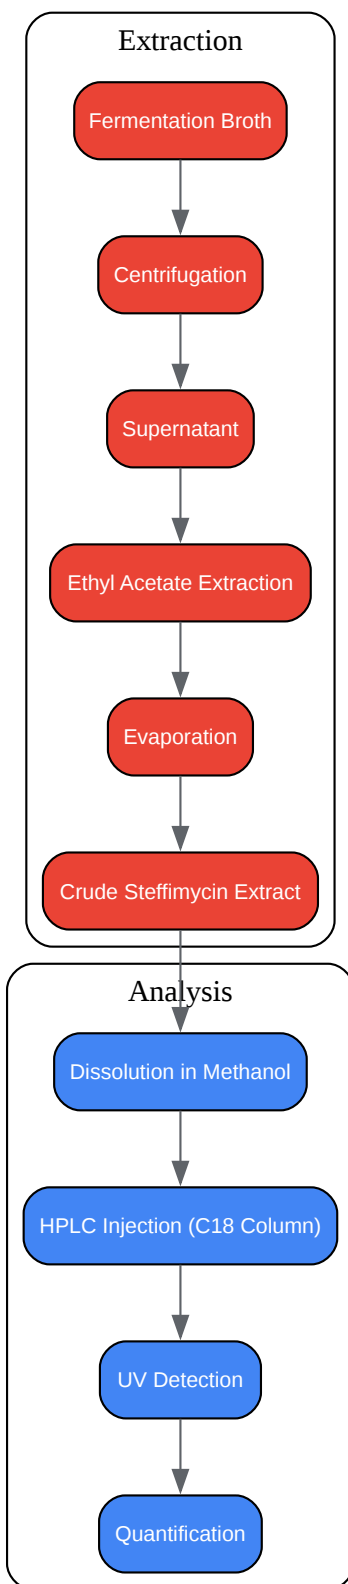 Extraction
Fermentation Broth
Centrifugation
Supernatant
Ethyl Acetate Extraction
Evaporation
Crude Steffimycin Extract
Analysis
Dissolution in Methanol
HPLC Injection (C18 Column)
UV Detection
Quantification